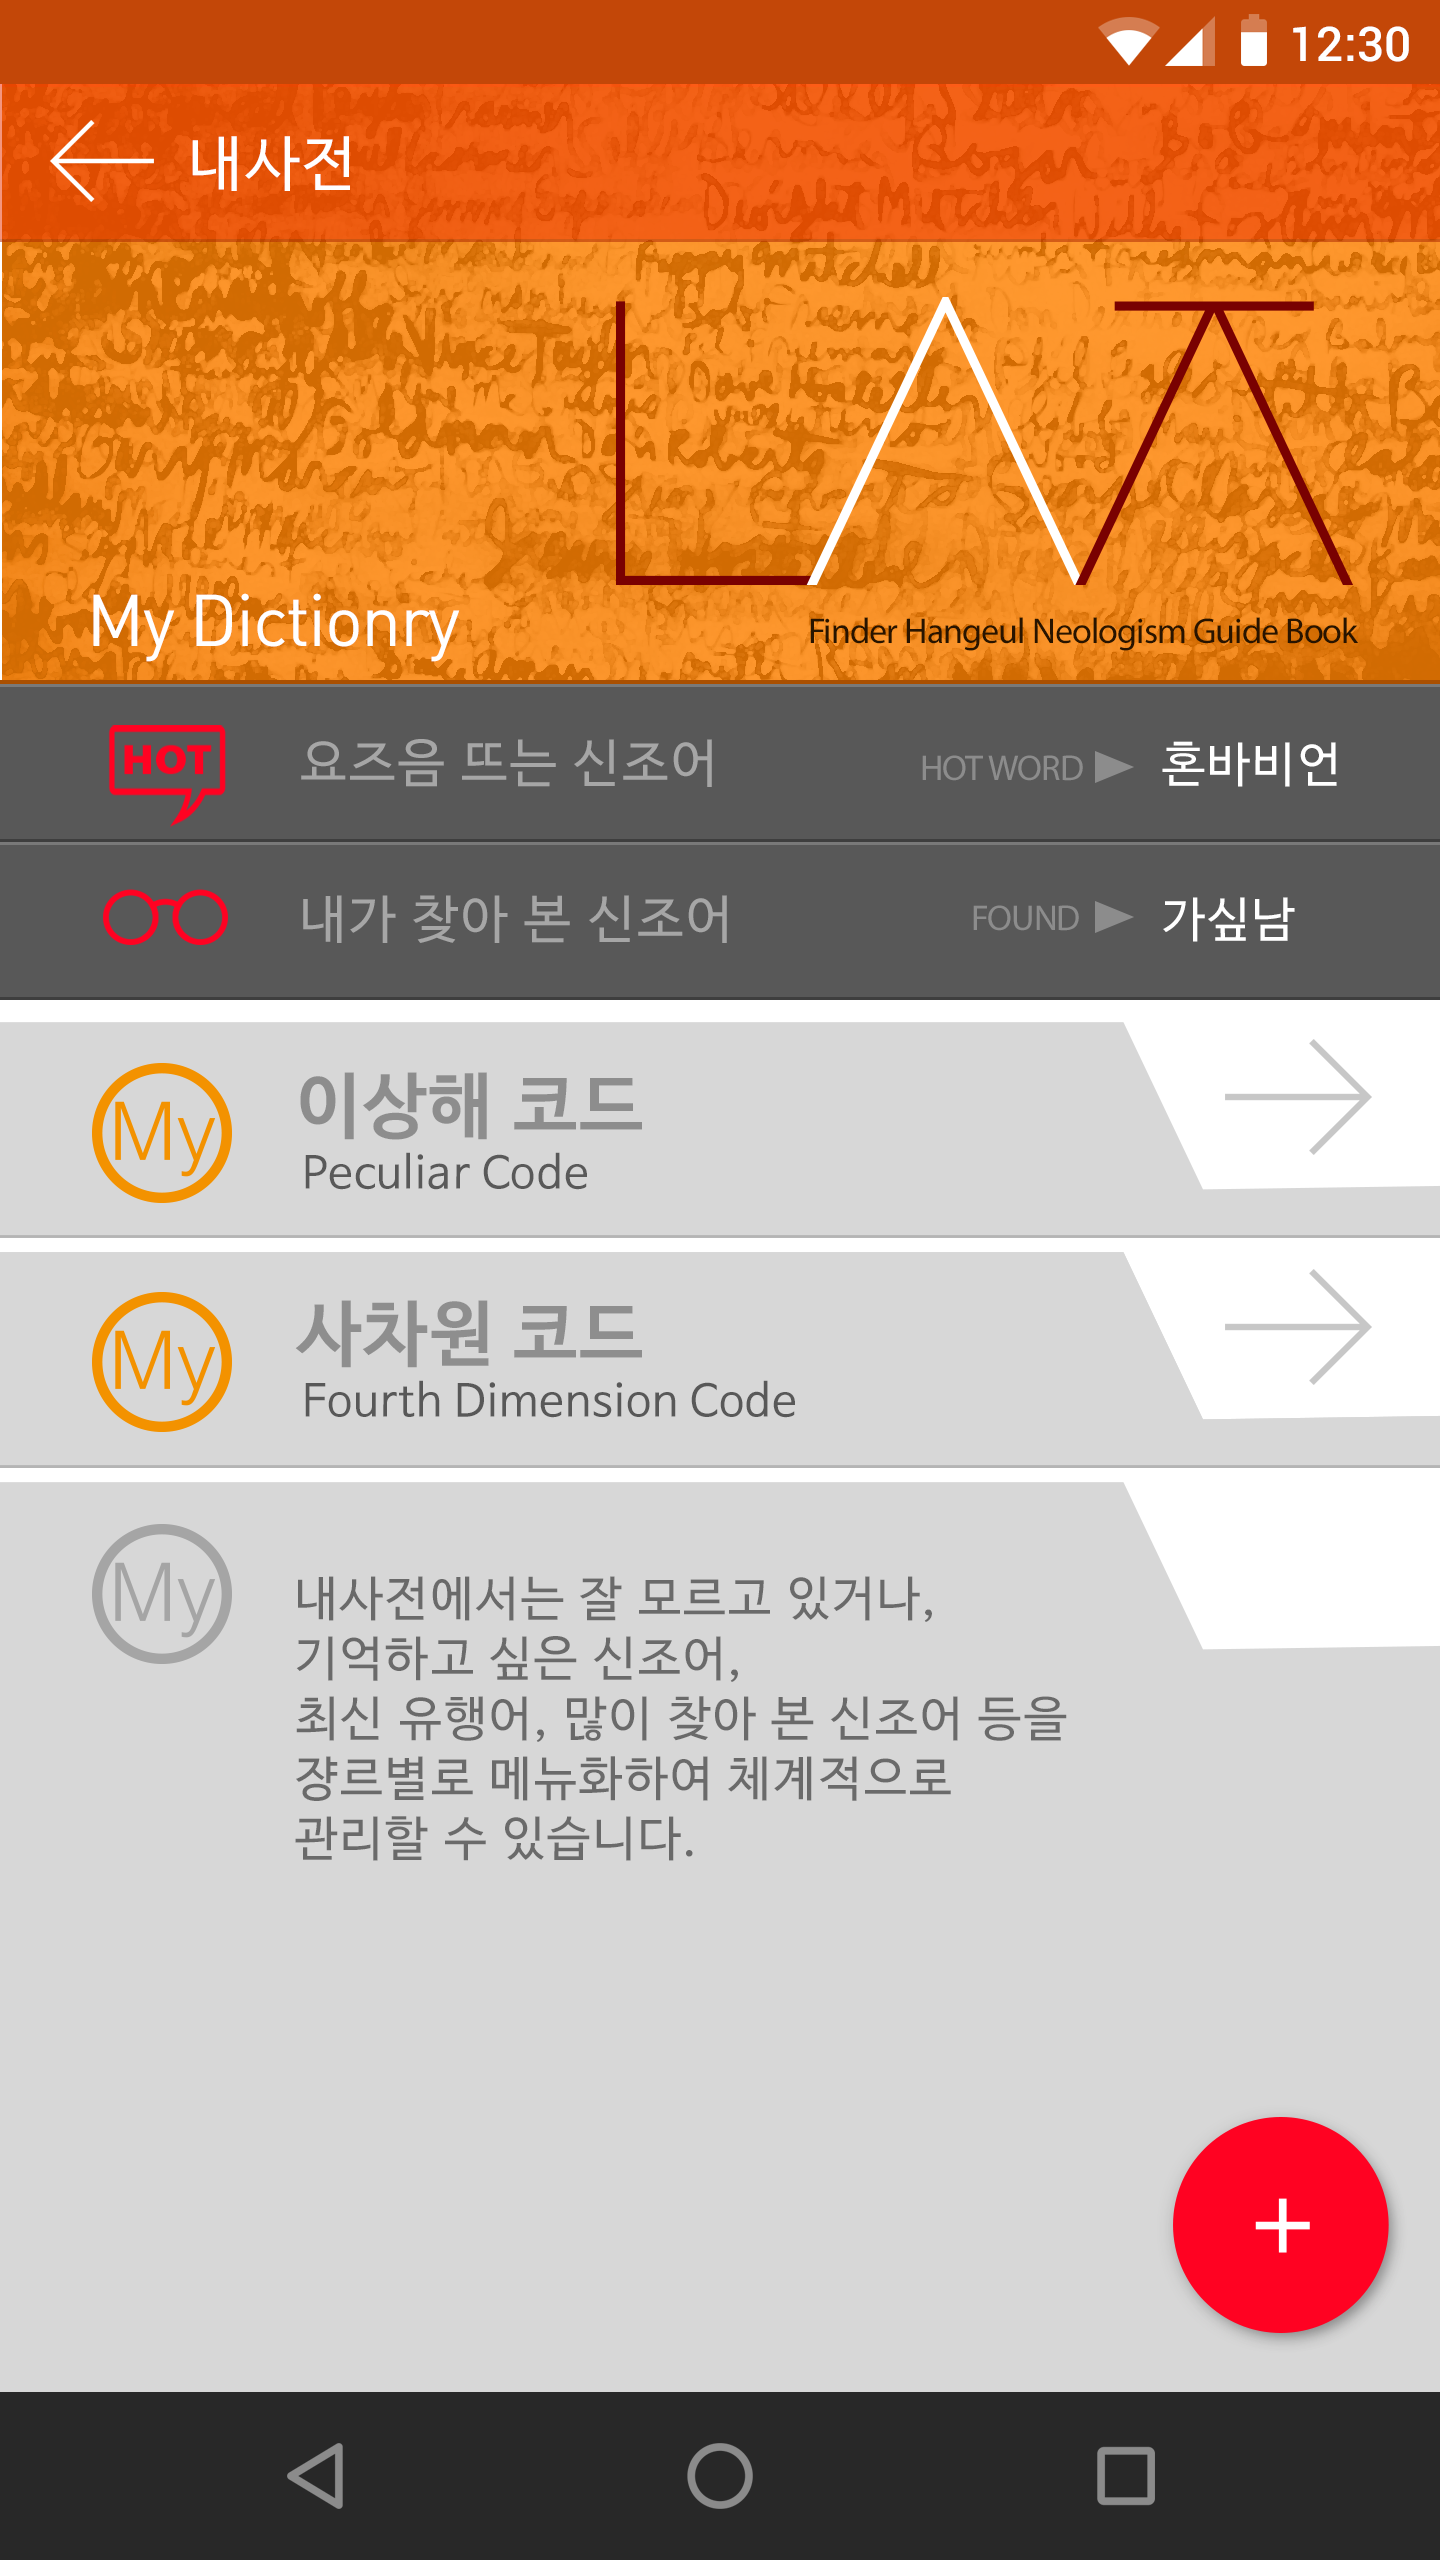 12:30
내사전
LAX
My Dictionry
Finder Hangeul Neologism Guide Book
HOT 요즈음 뜨는 신조어 HOT WORD ▶ 혼바비언
내가 찾아 본 신조어 FOUND ▶ 가싶남
My 이상해 코드
Peculiar Code
My 사차원 코드
Fourth Dimension Code
My
내사전에서는 잘 모르고 있거나,
기억하고 싶은 신조어,
최신 유행어, 많이 찾아 본 신조어 등을
쟝르별로 메뉴화하여 체계적으로
관리할 수 있습니다.
+